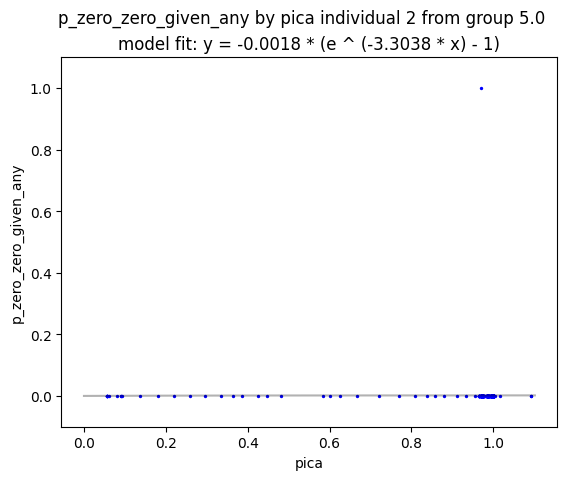 p_zero_zero_given_any by pica individual 2 from group 5.0
model fit: y = -0.0018 * (e ^ (-3.3038 * x) - 1)
1.0
0.8
0.6
0.4
0.2
0.0
p_zero_zero_given_any
0.0 0.2 0.4 0.6 0.8 1.0
pica